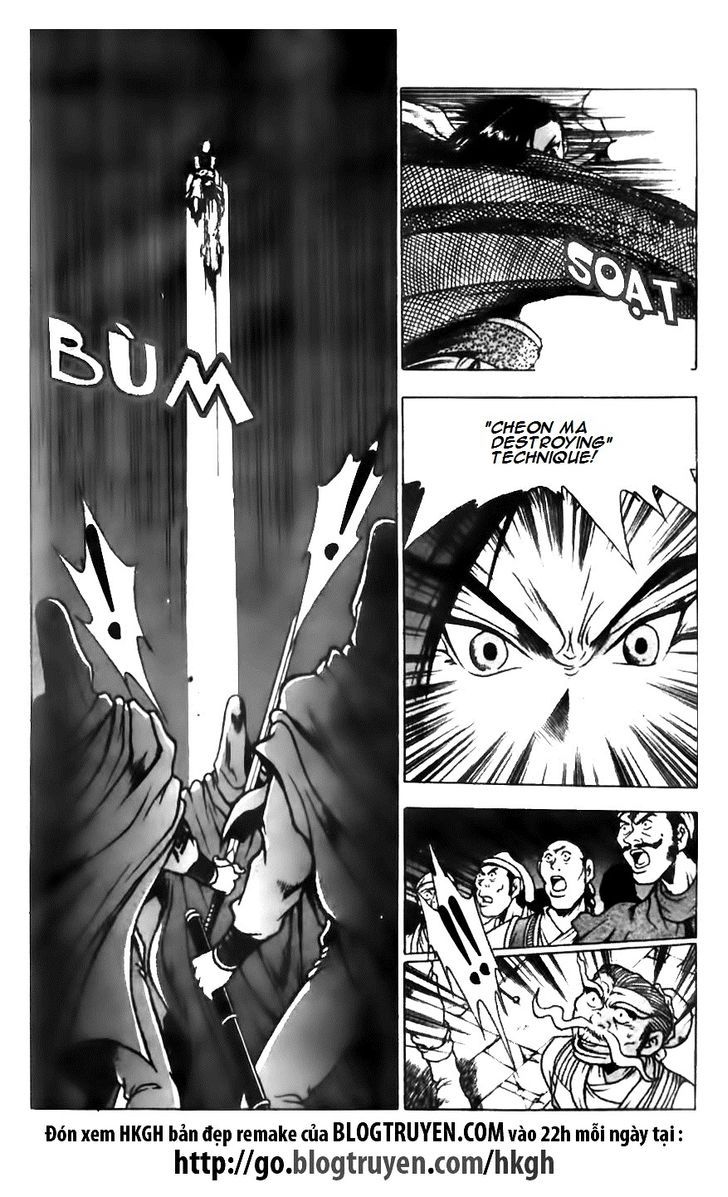 BÙM
!
!
SOẠT
"CHEON MA
DESTROYING"
TECHNIQUE!
!!
Đón xem HKGH bản đẹp remake của BLOGTRUYEN.COM vào 22h mỗi ngày tại :
http://go.blogtruyen.com/hkgh